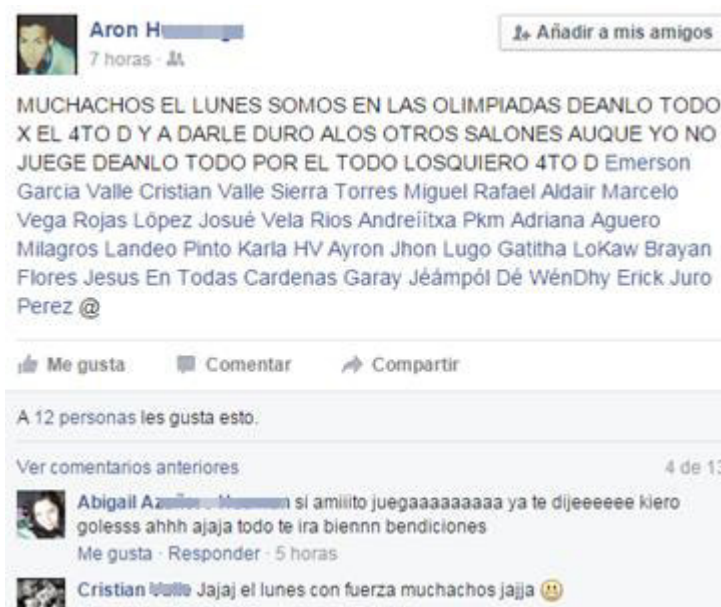 Aron
Añadir a mis amigos
7 horas
MUCHACHOS EL LUNES SOMOS EN LAS OLIMPIADAS DEANLO TODO
X EL 4TO D Y A DARLE DURO ALOS OTROS SALONES AUQUE YO NO
JUEGE DEANLO TODO POR EL TODO LOSQUIERO 4TO D Emerson
Garcia Valle Cristian Valle Sierra Torres Miguel Rafael Aldair Marcelo
Vega Rojas López Josué Vela Rios Andreíitxa Pkm Adriana Aguero
Milagros Landeo Pinto Karla HV Ayron Jhon Lugo Gatitha LoKaw Brayan
Flores Jesus En Todas Cardenas Garay Jéámpól Dé WénDhy Erick Juro
Perez @
Me gusta Comentar Compartir
A 12 personas les gusta esto.
Ver comentarios anteriores 4 de 13
Abigail si amiiito juegaaaaaaaaa ya te dijeeeeee kiero
golesss ahhh ajaja todo te ira biennn bendiciones
Me gusta · Responder · 5 horas
Cristian Jajaj el lunes con fuerza muchachos jajja